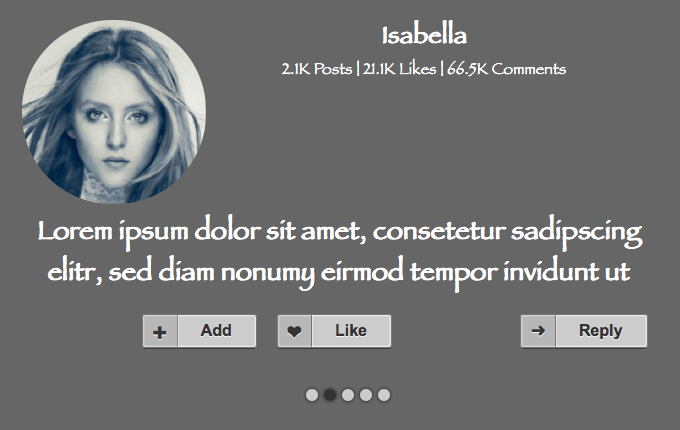 Isabella
2.1K Posts | 21.1K Likes | 66.5K Comments
Lorem ipsum dolor sit amet, consetetur sadipscing
elitr, sed diam nonumy eirmod tempor invidunt ut
Add Like Reply